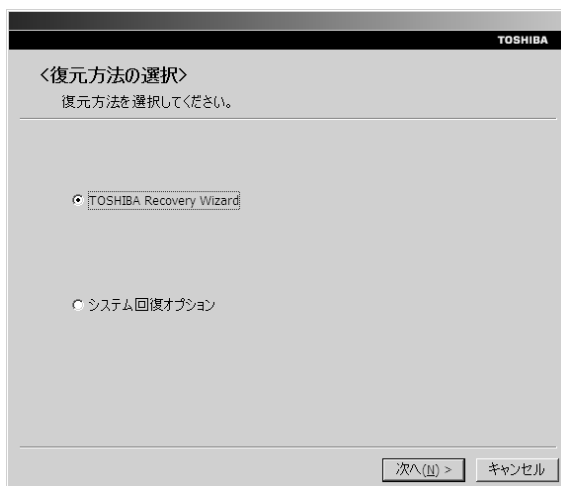 TOSHIBA
<復元方法の選択>
復元方法を選択してください。
TOSHIBA Recovery Wizard
システム回復オプション
次へ(N) > キャンセル